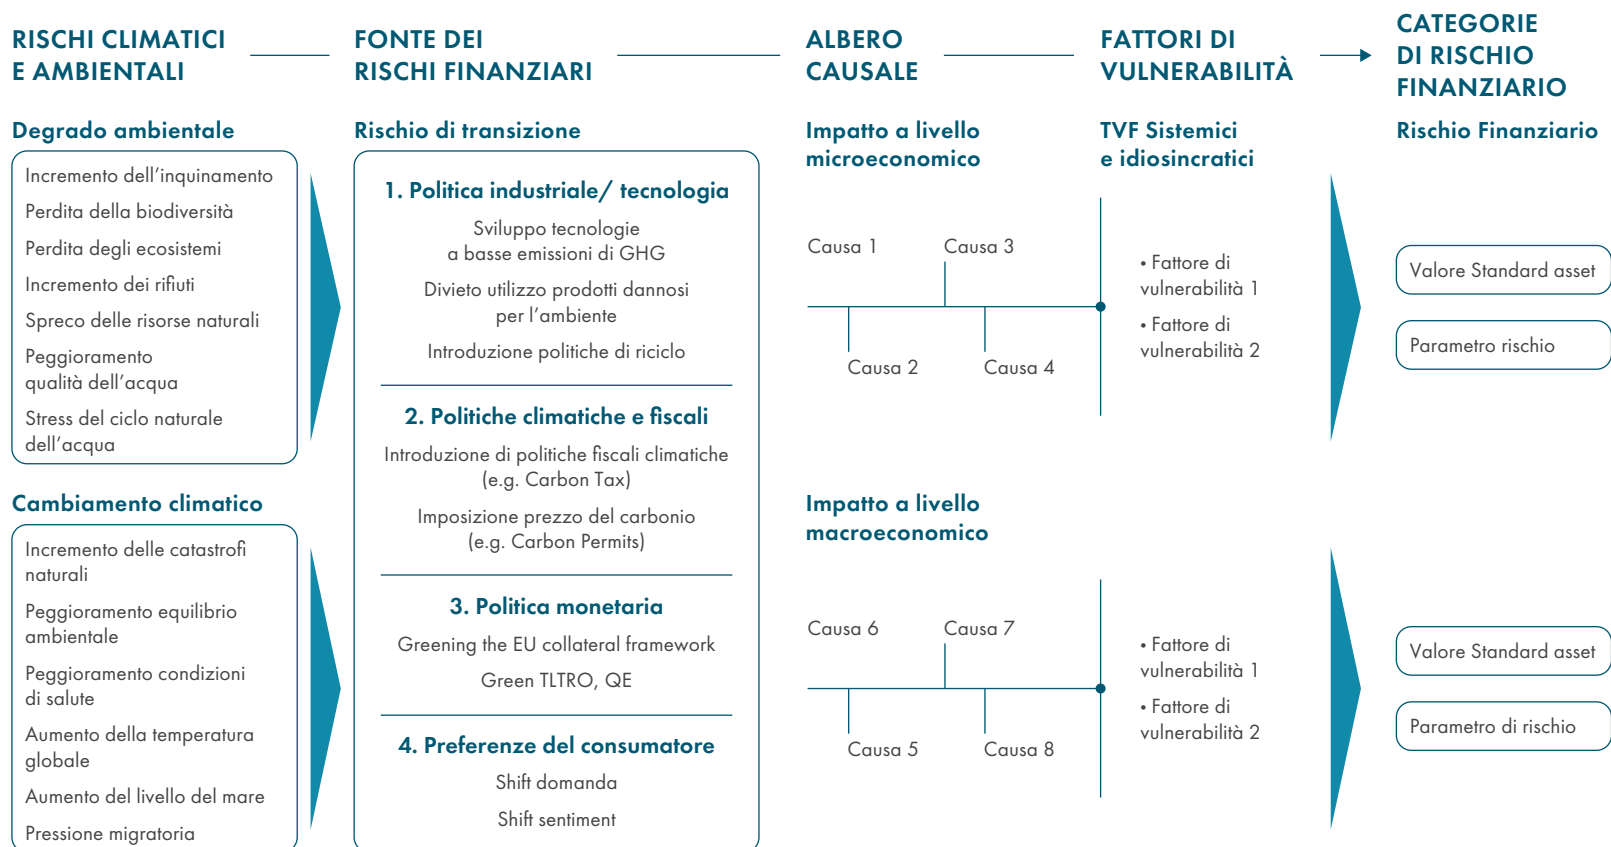 RISCHI CLIMATICI
E AMBIENTALI
FONTE DEI
RISCHI FINANZIARI
ALBERO
CAUSALE
FATTORI DI
VULNERABILITÀ
CATEGORIE
DI RISCHIO
FINANZIARIO
Degrado ambientale
Incremento dell'inquinamento
Perdita della biodiversità
Perdita degli ecosistemi
Incremento dei rifiuti
Spreco delle risorse naturali
Peggioramento
qualità dell'acqua
Stress del ciclo naturale
dell'acqua
Cambiamento climatico
Incremento delle catastrofi
naturali
Peggioramento equilibrio
ambientale
Peggioramento condizioni
di salute
Aumento della temperatura
globale
Aumento del livello del mare
Pressione migratoria
Rischio di transizione
1. Politica industriale/ tecnologia
Sviluppo tecnologie
a basse emissioni di GHG
Divieto utilizzo prodotti dannosi
per l'ambiente
Introduzione politiche di riciclo
2. Politiche climatiche e fiscali
Introduzione di politiche fiscali climatiche
(e.g. Carbon Tax)
Imposizione prezzo del carbonio
(e.g. Carbon Permits)
3. Politica monetaria
Greening the EU collateral framework
Green TLTRO, QE
4. Preferenze del consumatore
Shift domanda
Shift sentiment
Impatto a livello
microeconomico
Causa 1
Causa 3
Causa 2
Causa 4
Impatto a livello
macroeconomico
Causa 6
Causa 7
Causa 5
Causa 8
TVF Sistemici
e idiosincratici
• Fattore di
vulnerabilità 1
• Fattore di
vulnerabilità 2
• Fattore di
vulnerabilità 1
• Fattore di
vulnerabilità 2
Rischio Finanziario
Valore Standard asset
Parametro rischio
Valore Standard asset
Parametro di rischio